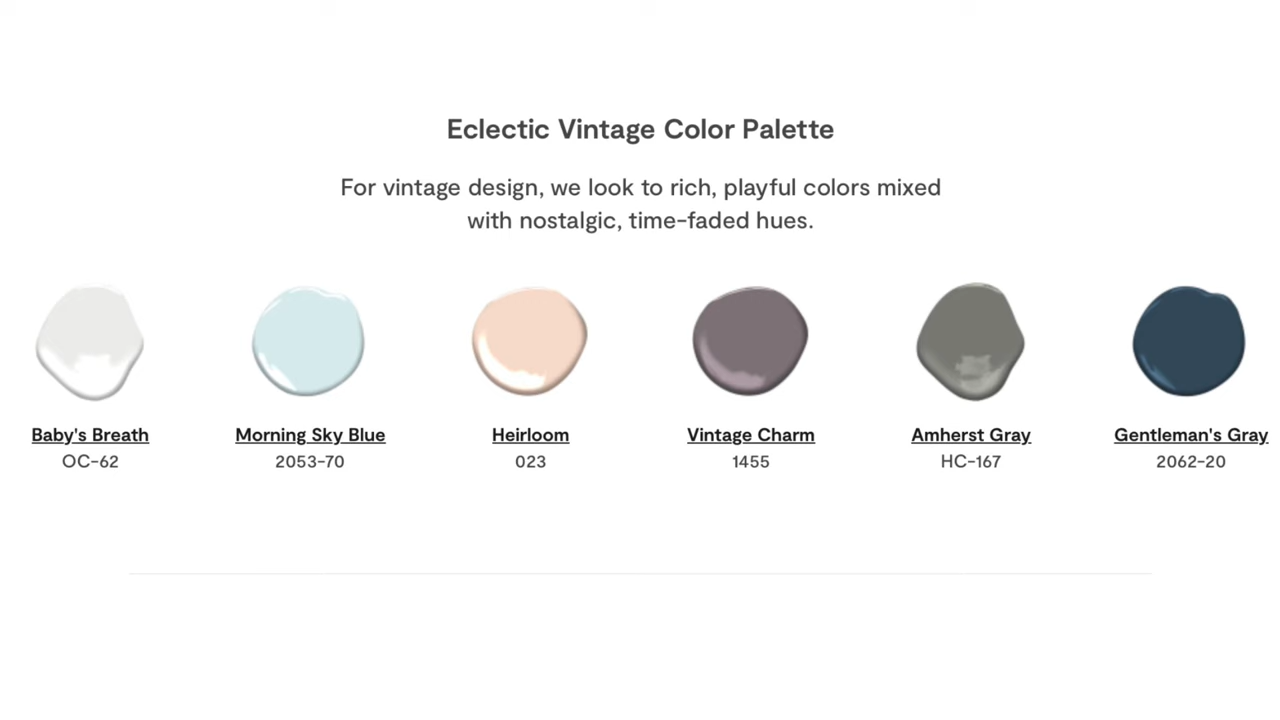 Eclectic Vintage Color Palette
For vintage design, we look to rich, playful colors mixed
with nostalgic, time-faded hues.
Baby's Breath
OC-62
Morning Sky Blue
2053-70
Heirloom
023
Vintage Charm
1455
Amherst Gray
HC-167
Gentleman's Gray
2062-20